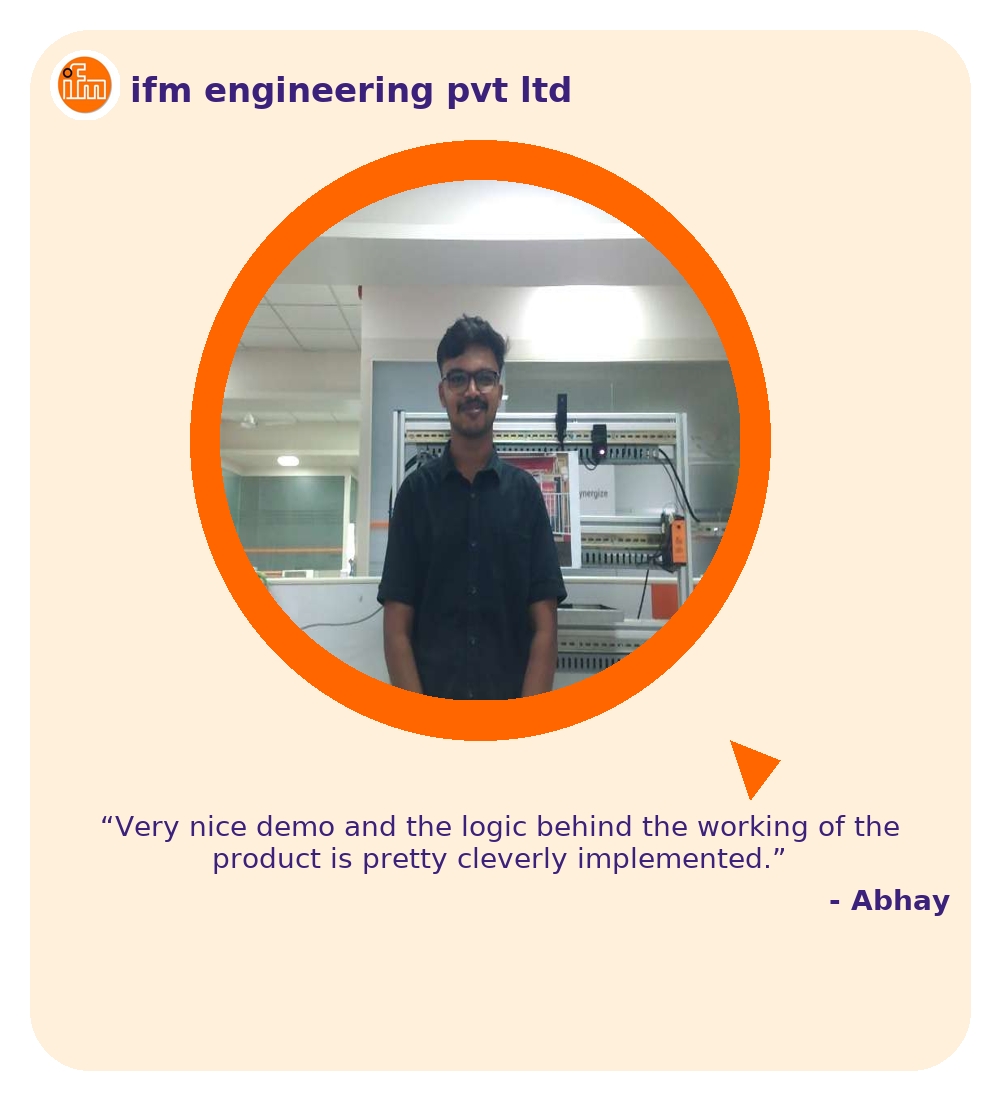 ifm
ifm engineering pvt ltd
ynergize
“Very nice demo and the logic behind the working of the
product is pretty cleverly implemented.”
- Abhay